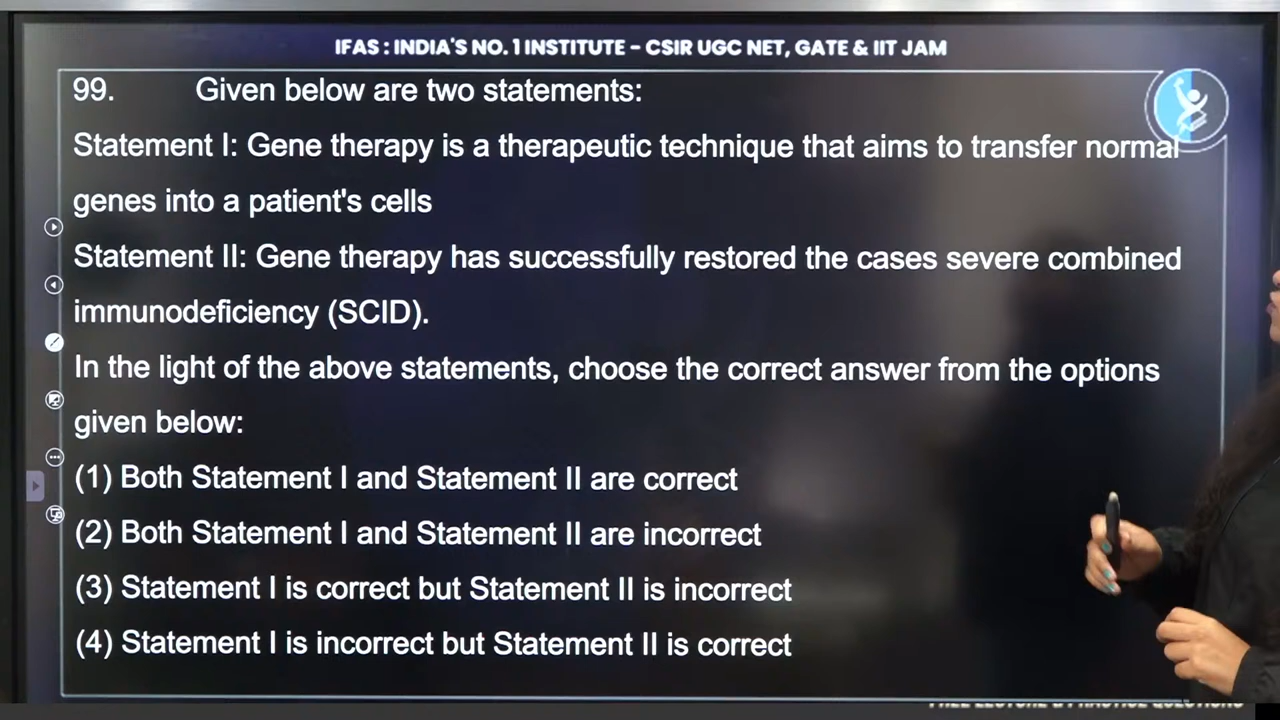 IFAS : INDIA'S NO. 1 INSTITUTE – CSIR UGC NET, GATE & IIT JAM
99. Given below are two statements:
Statement I: Gene therapy is a therapeutic technique that aims to transfer normal
genes into a patient's cells
Statement II: Gene therapy has successfully restored the cases severe combined
immunodeficiency (SCID).
In the light of the above statements, choose the correct answer from the options
given below:
(1) Both Statement I and Statement II are correct
(2) Both Statement I and Statement II are incorrect
(3) Statement I is correct but Statement II is incorrect
(4) Statement I is incorrect but Statement II is correct
FREE LECTURE & PRACTICE QUESTIONS